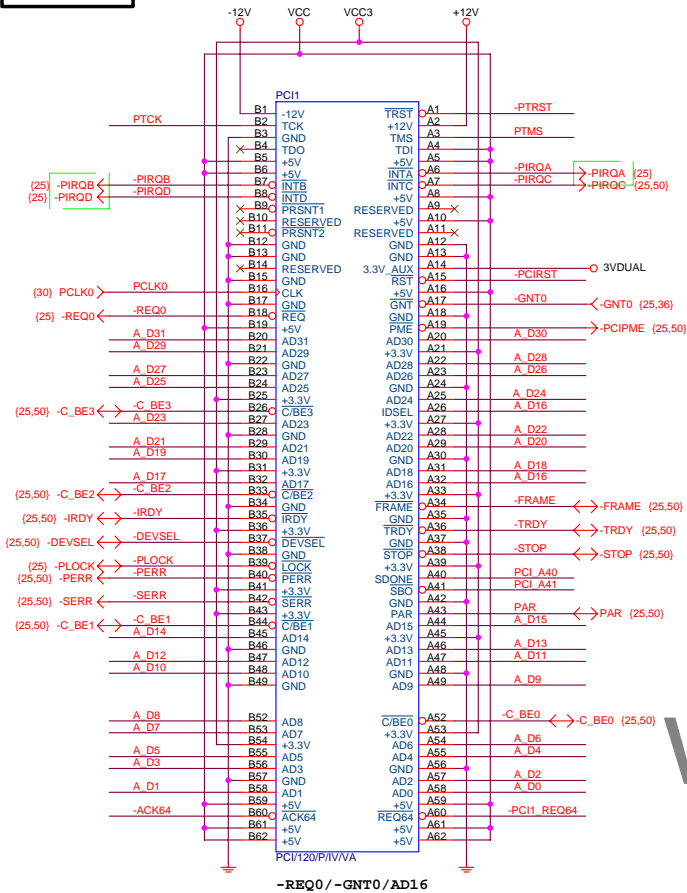 -12V VCC VCC3 +12V
PCI1
B1 -12V TRST A1 -PTRST
PTCK B2 TCK +12V A2
B3 GND TMS A3 PTMS
B4 TDO TDI A4
B5 +5V +5V A5
B6 +5V INTA A6 -PIRQA -PIRQA {25}
{25} -PIRQB -PIRQB B7 INTB INTC A7 -PIRQC -PIRQC {25,50}
{25} -PIRQD -PIRQD B8 INTD +5V A8
B9 PRSNT1 RESERVED A9
B10 RESERVED +5V A10
B11 PRSNT2 RESERVED A11
B12 GND GND A12
B13 GND GND A13
B14 RESERVED 3.3V_AUX A14 3VDUAL
B15 GND RST A15 -PCIRST
{30} PCLK0 PCLK0 B16 CLK +5V A16
B17 GND GNT A17 -GNT0 -GNT0 {25,36}
{25} -REQ0 -REQ0 B18 REQ GND A18
B19 +5V PME A19 -PCIPME {25,50}
A_D31 B20 AD31 AD30 A20 A_D30
A_D29 B21 AD29 +3.3V A21
B22 GND AD28 A22 A_D28
A_D27 B23 AD27 AD26 A23 A_D26
A_D25 B24 AD25 GND A24
B25 +3.3V AD24 A25 A_D24
{25,50} -C_BE3 -C_BE3 B26 C/BE3 IDSEL A26 A_D16
A_D23 B27 AD23 +3.3V A27
B28 GND AD22 A28 A_D22
A_D21 B29 AD21 AD20 A29 A_D20
A_D19 B30 AD19 GND A30
B31 +3.3V AD18 A31 A_D18
A_D17 B32 AD17 AD16 A32 A_D16
{25,50} -C_BE2 -C_BE2 B33 C/BE2 +3.3V A33
B34 GND FRAME A34 -FRAME -FRAME {25,50}
{25,50} -IRDY -IRDY B35 IRDY GND A35
B36 +3.3V TRDY A36 -TRDY -TRDY {25,50}
{25,50} -DEVSEL -DEVSEL B37 DEVSEL GND A37
B38 GND STOP A38 -STOP -STOP {25,50}
{25} -PLOCK -PLOCK B39 LOCK +3.3V A39
{25,50} -PERR -PERR B40 PERR SDONE A40 PCI_A40
B41 +3.3V SBO A41 PCI_A41
{25,50} -SERR -SERR B42 SERR GND A42
B43 +3.3V PAR A43 PAR PAR {25,50}
{25,50} -C_BE1 -C_BE1 B44 C/BE1 AD15 A44 A_D15
A_D14 B45 AD14 +3.3V A45
B46 GND AD13 A46 A_D13
A_D12 B47 AD12 AD11 A47 A_D11
A_D10 B48 AD10 GND A48
B49 GND AD9 A49 A_D9
A_D8 B52 AD8 C/BE0 A52 -C_BE0 -C_BE0 {25,50}
A_D7 B53 AD7 +3.3V A53
B54 +3.3V AD6 A54 A_D6
A_D5 B55 AD5 AD4 A55 A_D4
A_D3 B56 AD3 GND A56
B57 GND AD2 A57 A_D2
A_D1 B58 AD1 AD0 A58 A_D0
B59 +5V +5V A59
-ACK64 B60 ACK64 REQ64 A60 -PCI1_REQ64
B61 +5V +5V A61
B62 +5V +5V A62
PCI/120/P/IV/VA
-REQ0/-GNT0/AD16